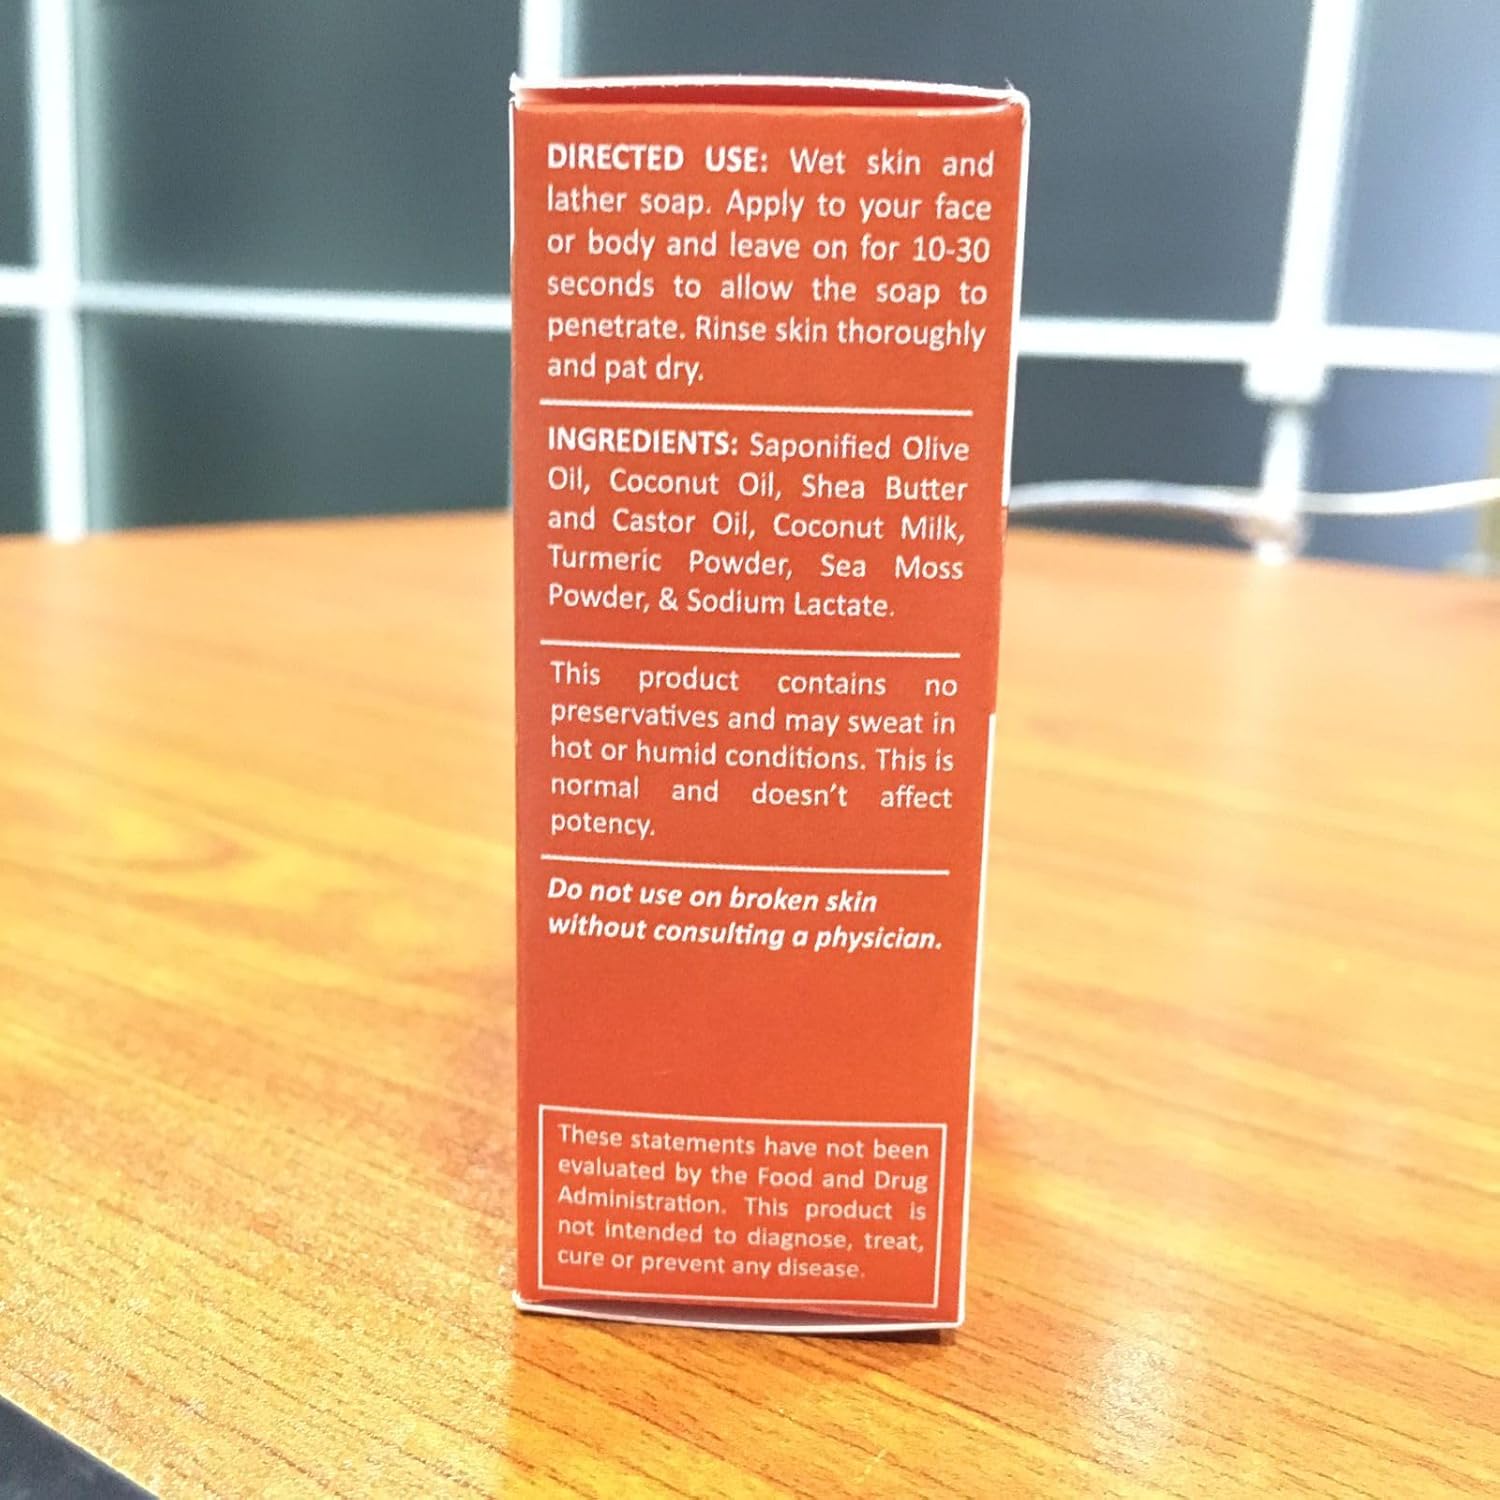 DIRECTED USE: Wet skin and
lather soap. Apply to your face
or body and leave on for 10-30
seconds to allow the soap to
penetrate. Rinse skin thoroughly
and pat dry.
INGREDIENTS: Saponified Olive
Oil, Coconut Oil, Shea Butter
and Castor Oil, Coconut Milk,
Turmeric Powder, Sea Moss
Powder, & Sodium Lactate.
This product contains no
preservatives and may sweat in
hot or humid conditions. This is
normal and doesn't affect
potency.
Do not use on broken skin
without consulting a physician.
These statements have not been
evaluated by the Food and Drug
Administration. This product is
not intended to diagnose, treat,
cure or prevent any disease.